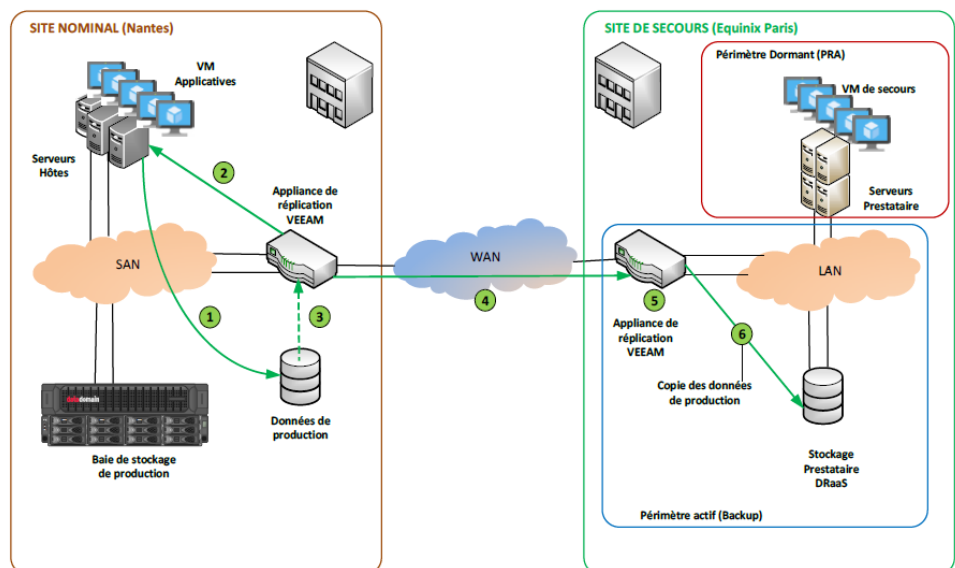 SITE NOMINAL (Nantes)
VM
Applicatives
Serveurs
Hôtes
2
Appliance de
réplication
VEEAM
SAN
1
3
Données de
production
datadomain
Baie de stockage
de production
WAN
4
SITE DE SECOURS (Equinix Paris)
Périmètre Dormant (PRA)
VM de secours
Serveurs
Prestataire
LAN
5
Appliance de
réplication
VEEAM
6
Copie des données
de production
Stockage
Prestataire
DRaaS
Périmètre actif (Backup)